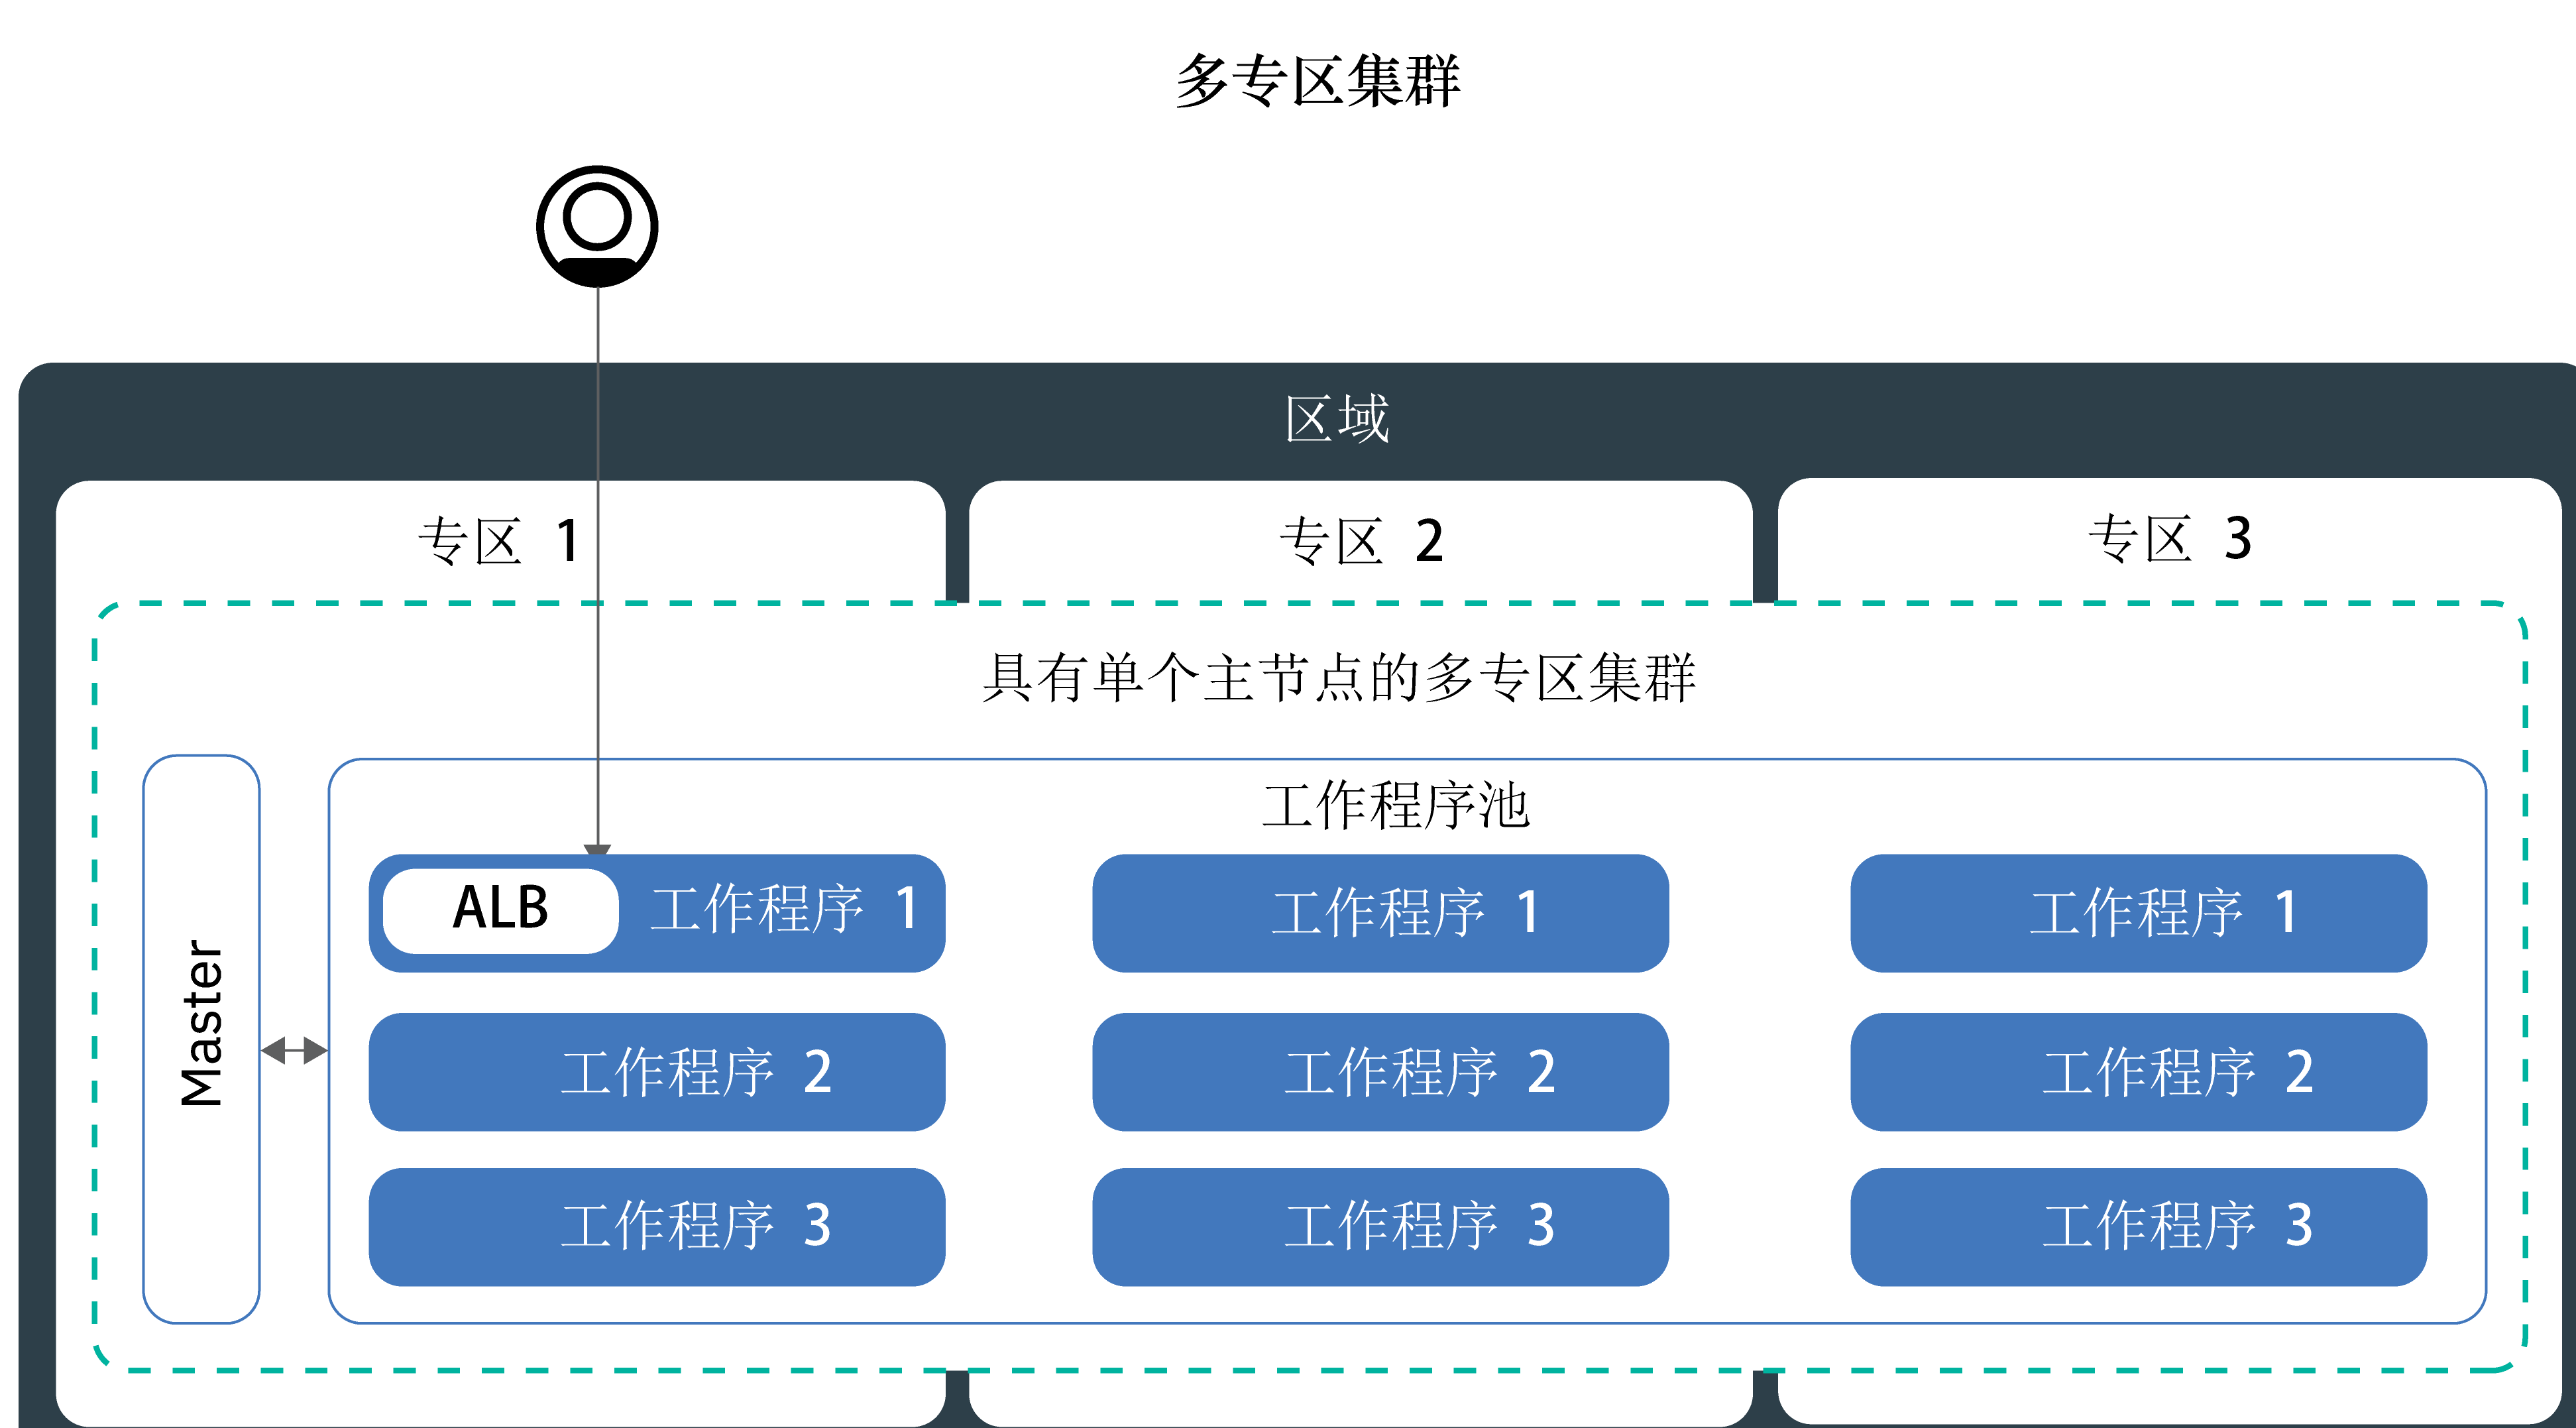 多专区集群
区域
专区 1
专区 2
专区 3
具有单个主节点的多专区集群
工作程序池
Master
ALB
工作程序 1
工作程序 1
工作程序 1
工作程序 2
工作程序 2
工作程序 2
工作程序 3
工作程序 3
工作程序 3